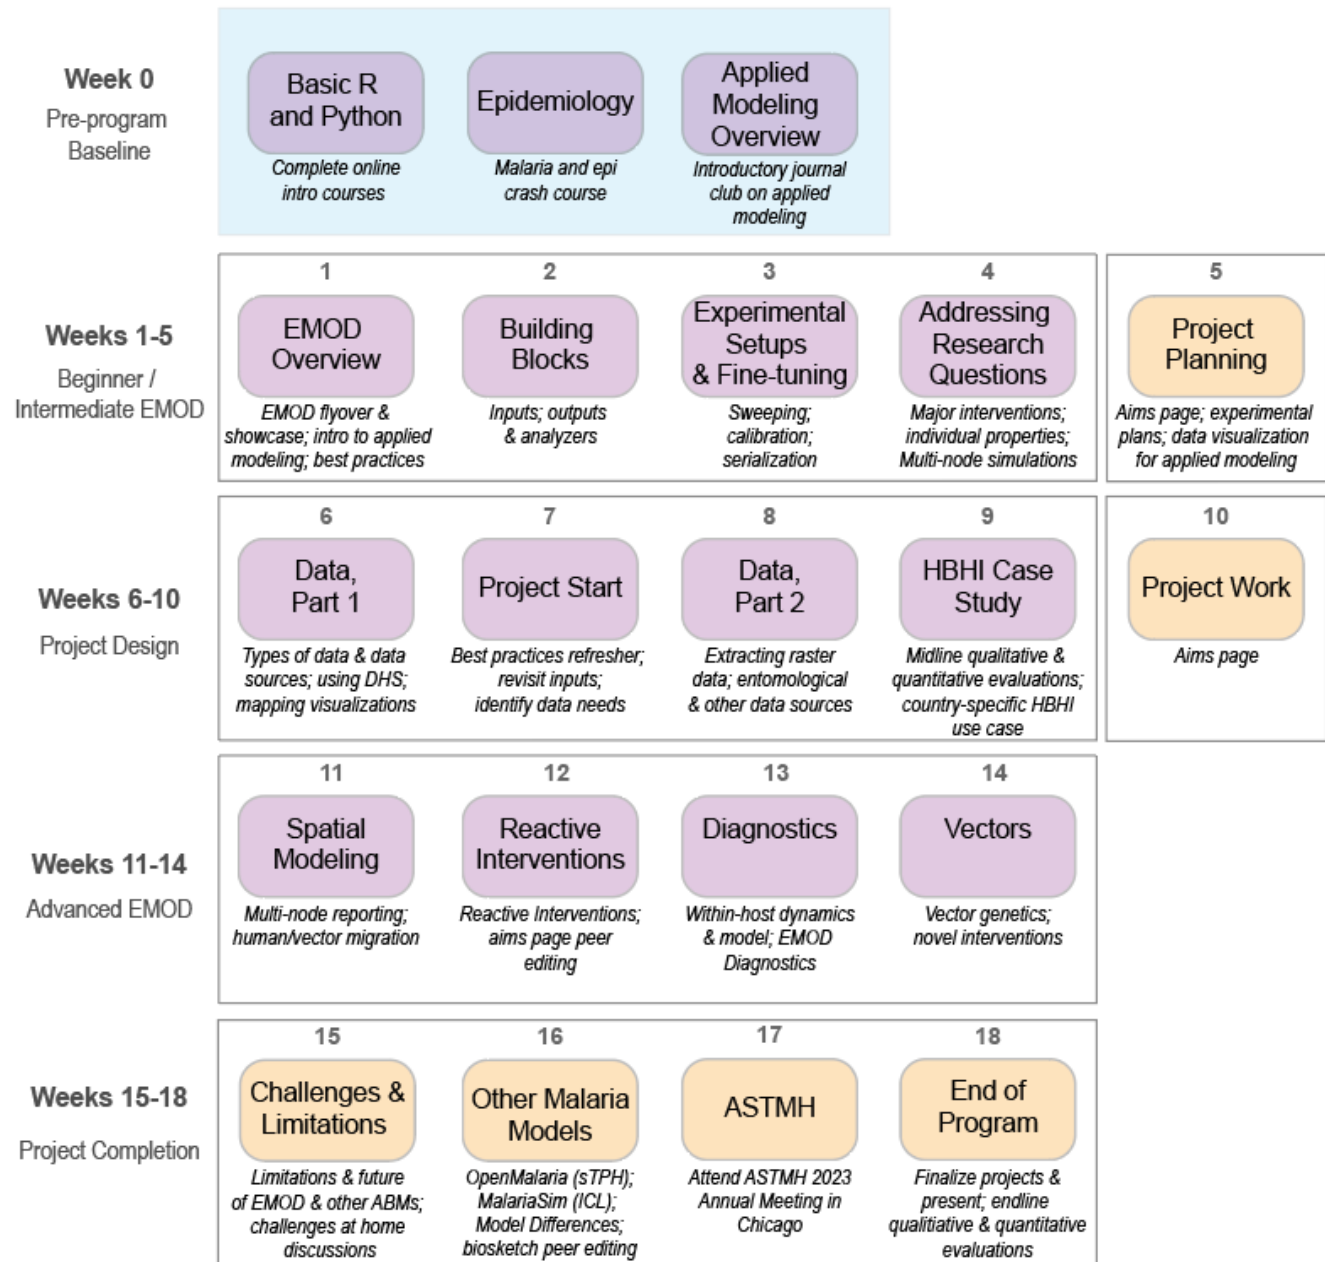 Week 0
Pre-program
Baseline
Basic R
and Python
Complete online
intro courses
Epidemiology
Malaria and epi
crash course
Applied
Modeling
Overview
Introductory journal
club on applied
modeling
Weeks 1-5
Beginner /
Intermediate EMOD
1
EMOD
Overview
EMOD flyover &
showcase; intro to applied
modeling; best practices
2
Building
Blocks
Inputs; outputs
& analyzers
3
Experimental
Setups
& Fine-tuning
Sweeping;
calibration;
serialization
4
Addressing
Research
Questions
Major interventions;
individual properties;
Multi-node simulations
5
Project
Planning
Aims page; experimental
plans; data visualization
for applied modeling
Weeks 6-10
Project Design
6
Data,
Part 1
Types of data & data
sources; using DHS;
mapping visualizations
7
Project Start
Best practices refresher;
revisit inputs;
identify data needs
8
Data,
Part 2
Extracting raster
data; entomological
& other data sources
9
HBHI Case
Study
Midline qualitative &
quantitative evaluations;
country-specific HBHI
use case
10
Project Work
Aims page
Weeks 11-14
Advanced EMOD
11
Spatial
Modeling
Multi-node reporting;
human/vector migration
12
Reactive
Interventions
Reactive Interventions;
aims page peer
editing
13
Diagnostics
Within-host dynamics
& model; EMOD
Diagnostics
14
Vectors
Vector genetics;
novel interventions
Weeks 15-18
Project Completion
15
Challenges &
Limitations
Limitations & future
of EMOD & other ABMs;
challenges at home
discussions
16
Other Malaria
Models
OpenMalaria (sTPH);
MalariaSim (ICL);
Model Differences;
biosketch peer editing
17
ASTMH
Attend ASTMH 2023
Annual Meeting in
Chicago
18
End of
Program
Finalize projects &
present; endline
qualitiative & quantitative
evaluations